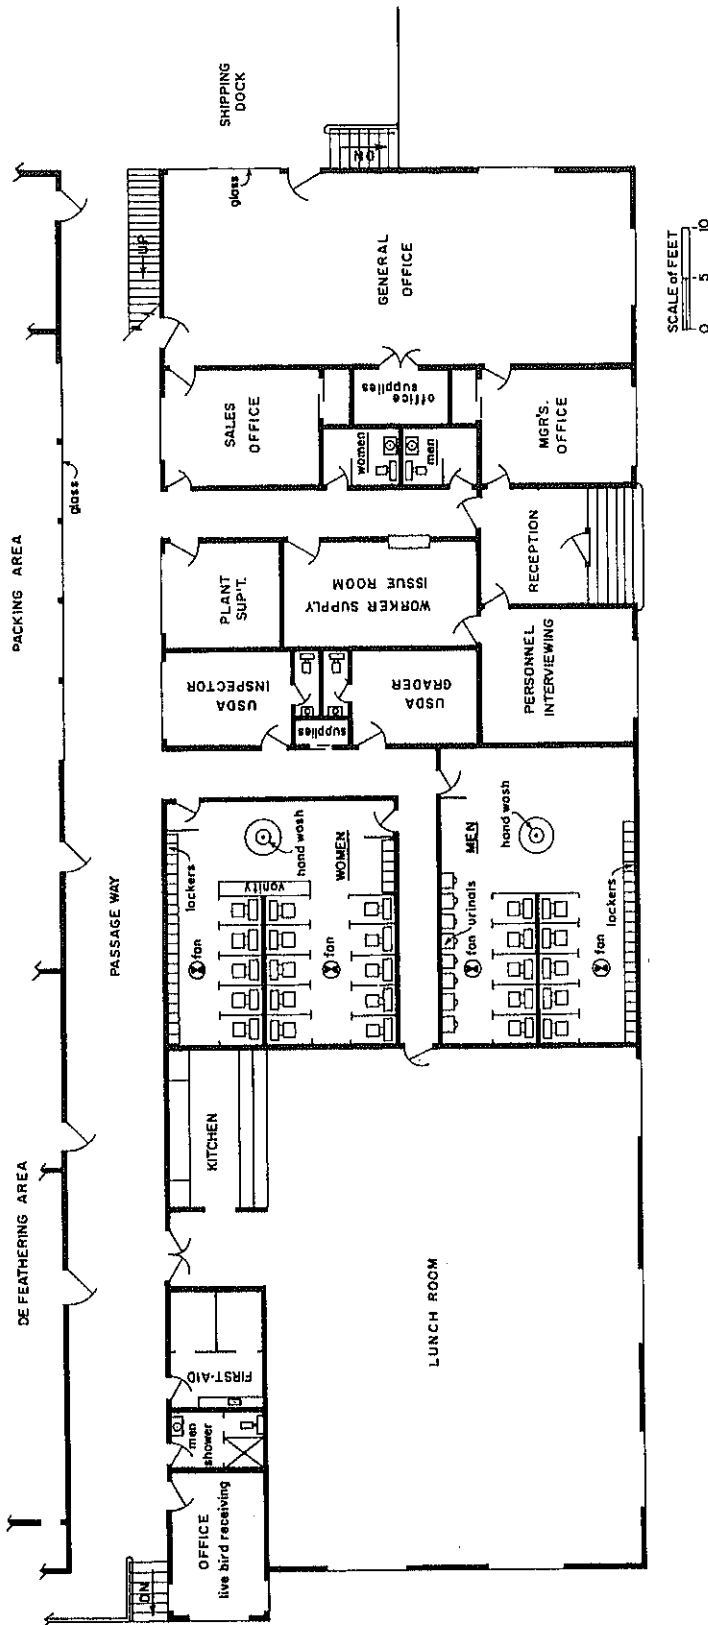 DE FEATHERING AREA
PACKING AREA
glass
PASSAGE WAY
SHIPPING
DOCK
DN
UP
glass
DN
OFFICE
live bird receiving
men
shower
FIRST-AID
KITCHEN
LUNCH ROOM
lockers
fan
vanity
fan
hand wash
WOMEN
urinals
fan
fan
MEN
hand wash
lockers
USDA
INSPECTOR
supplies
USDA
GRADER
PERSONNEL
INTERVIEWING
PLANT
SUP'T.
WORKER SUPPLY
ISSUE ROOM
RECEPTION
SALES
OFFICE
women
men
office
supplies
MGR'S.
OFFICE
GENERAL
OFFICE
SCALE of FEET
0 5 10